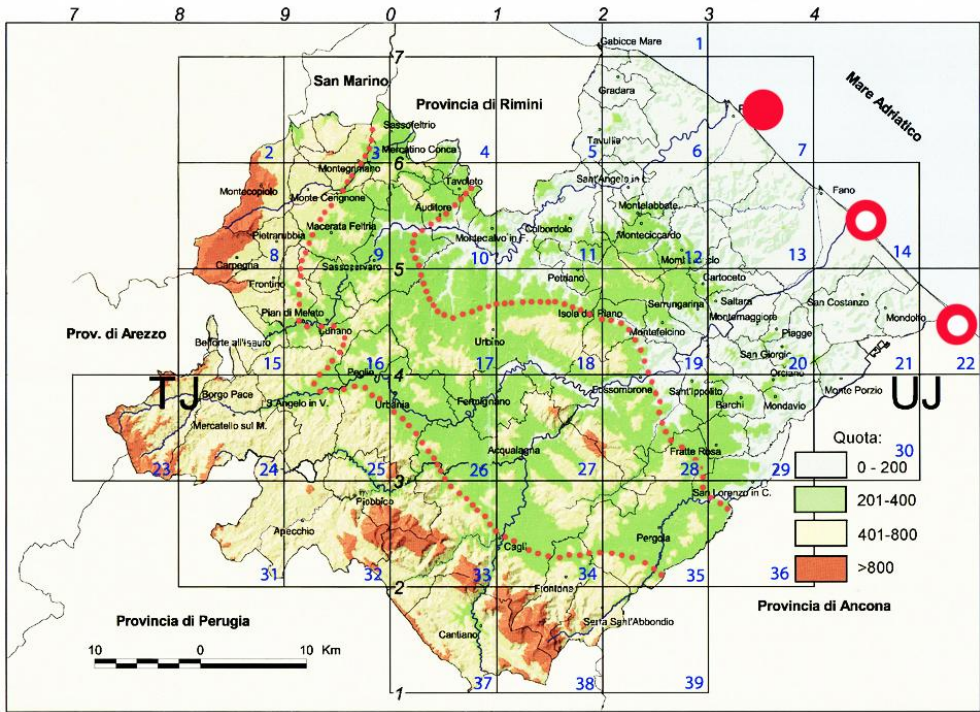 7 8 9 0 1 2 3 4
7
6
5
4
3
2
1
Gabicce Mare
1
San Marino
Gradara
Provincia di Rimini
Mare Adriatico
Sassofeltrio
Tavullia
Mercatino Conca
2 3 4 5 6 7
Montegrimano
Tavoleto
Sant'Angelo in L.
Montecopiolo
Monte Cerignone
Auditore
Montelabbate
Fano
Macerata Feltria
Colbordolo
Pietrarubbia
Montecalvo in F.
Monteciccardo
8 9 10 11 12 13 14
Carpegna
Sassocorvaro
Petriano
Cartoceto
Frontino
Serrungarina
Saltara
San Costanzo
Pian di Meleto
Isola del Piano
Montemaggiore
Mondolfo
Prov. di Arezzo
Lunano
Montefelcino
Piagge
Belforte all'Isauro
Urbino
San Giorgio
15 16 17 18 19 20 21 22
Peglio
Orciano
TJ
Borgo Pace
S.Angelo in V.
Urbania
Fermignano
Fossombrone
Sant'Ippolito
Monte Porzio
UJ
Barchi
Mondavio
Mercatello sul M.
Acqualagna
Fratte Rosa
Quota:
23 24 25 26 27 28 29 30
0 - 200
Piobbico
San Lorenzo in C.
201-400
Apecchio
401-800
Cagli
Pergola
>800
31 32 33 34 35 36
Frontone
Provincia di Ancona
Provincia di Perugia
Serra Sant'Abbondio
Cantiano
10 0 10 Km
37 38 39